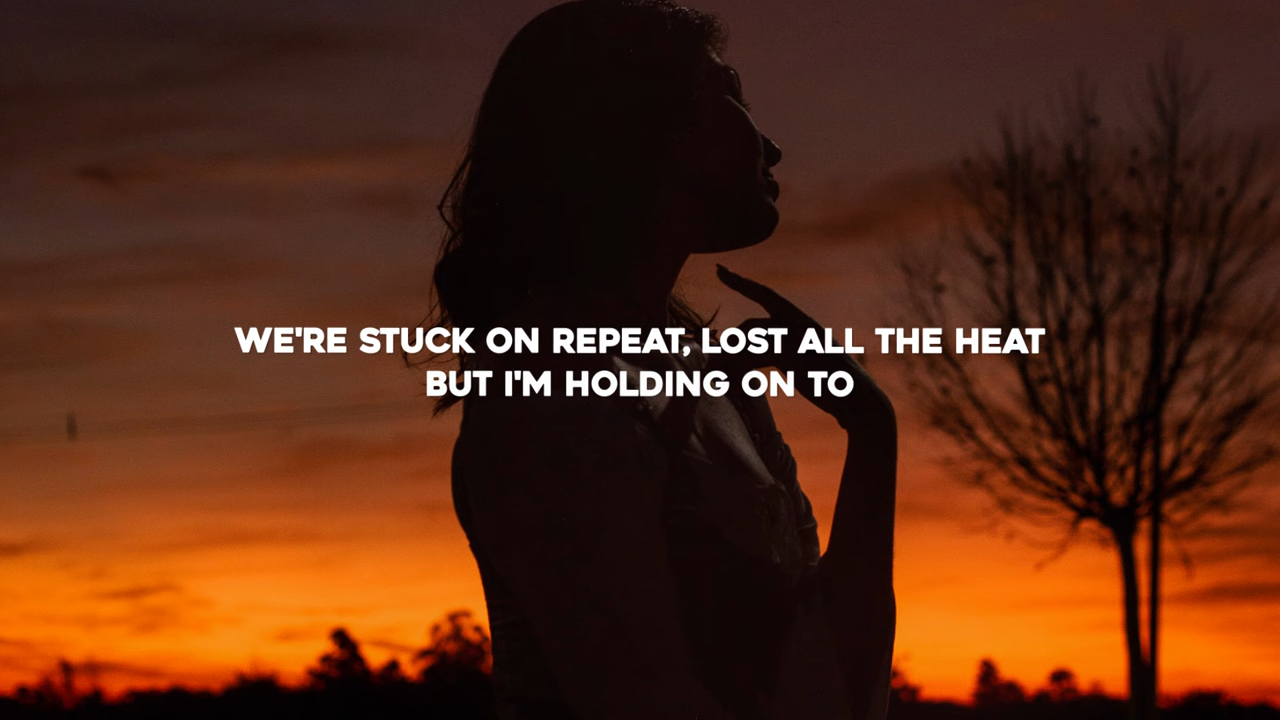 WE'RE STUCK ON REPEAT, LOST ALL THE HEAT
BUT I'M HOLDING ON TO